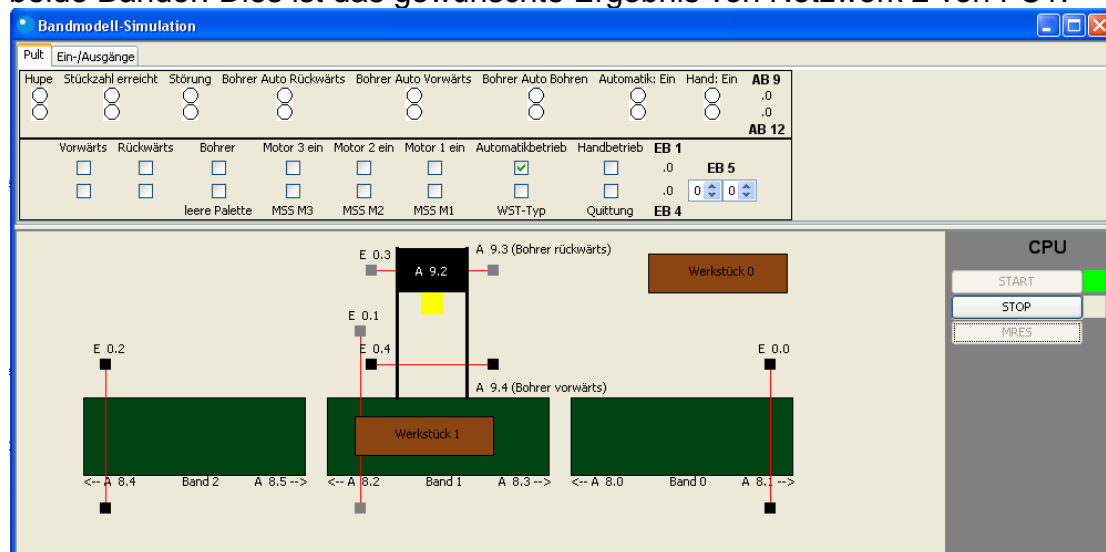 beide Bänder. Dies ist das gewünschte Ergebnis von Netzwerk 2 von FC1.
Bandmodell-Simulation
Pult Ein-/Ausgänge
Hupe Stückzahl erreicht Störung Bohrer Auto Rückwärts Bohrer Auto Vorwärts Bohrer Auto Bohren Automatik: Ein Hand: Ein AB 9
.0
.0
AB 12
Vorwärts Rückwärts Bohrer Motor 3 ein Motor 2 ein Motor 1 ein Automatikbetrieb Handbetrieb EB 1
.0 EB 5
.0 0 0
leere Palette MSS M3 MSS M2 MSS M1 WST-Typ Quittung EB 4
CPU
START
STOP
MRES
E 0.3 A 9.2 A 9.3 (Bohrer rückwärts)
Werkstück 0
E 0.1
E 0.2 E 0.4 E 0.0
A 9.4 (Bohrer vorwärts)
Werkstück 1
<-- A 8.4 Band 2 A 8.5 --> <-- A 8.2 Band 1 A 8.3 --> <-- A 8.0 Band 0 A 8.1 -->